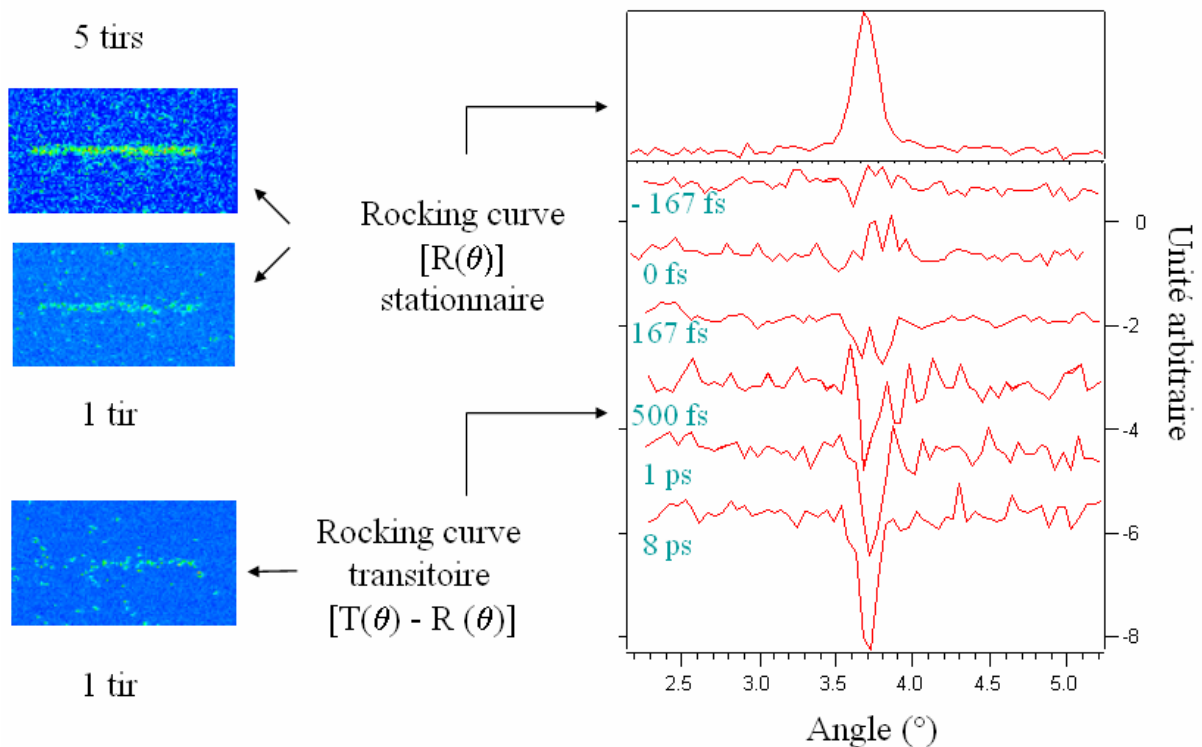 5 tirs
1 tir
1 tir
Rocking curve
[R(θ)]
stationnaire
Rocking curve
transitoire
[T(θ) - R (θ)]
- 167 fs
0 fs
167 fs
500 fs
1 ps
8 ps
0
-2
-4
-6
-8
Unité arbitraire
2.5 3.0 3.5 4.0 4.5 5.0
Angle (°)